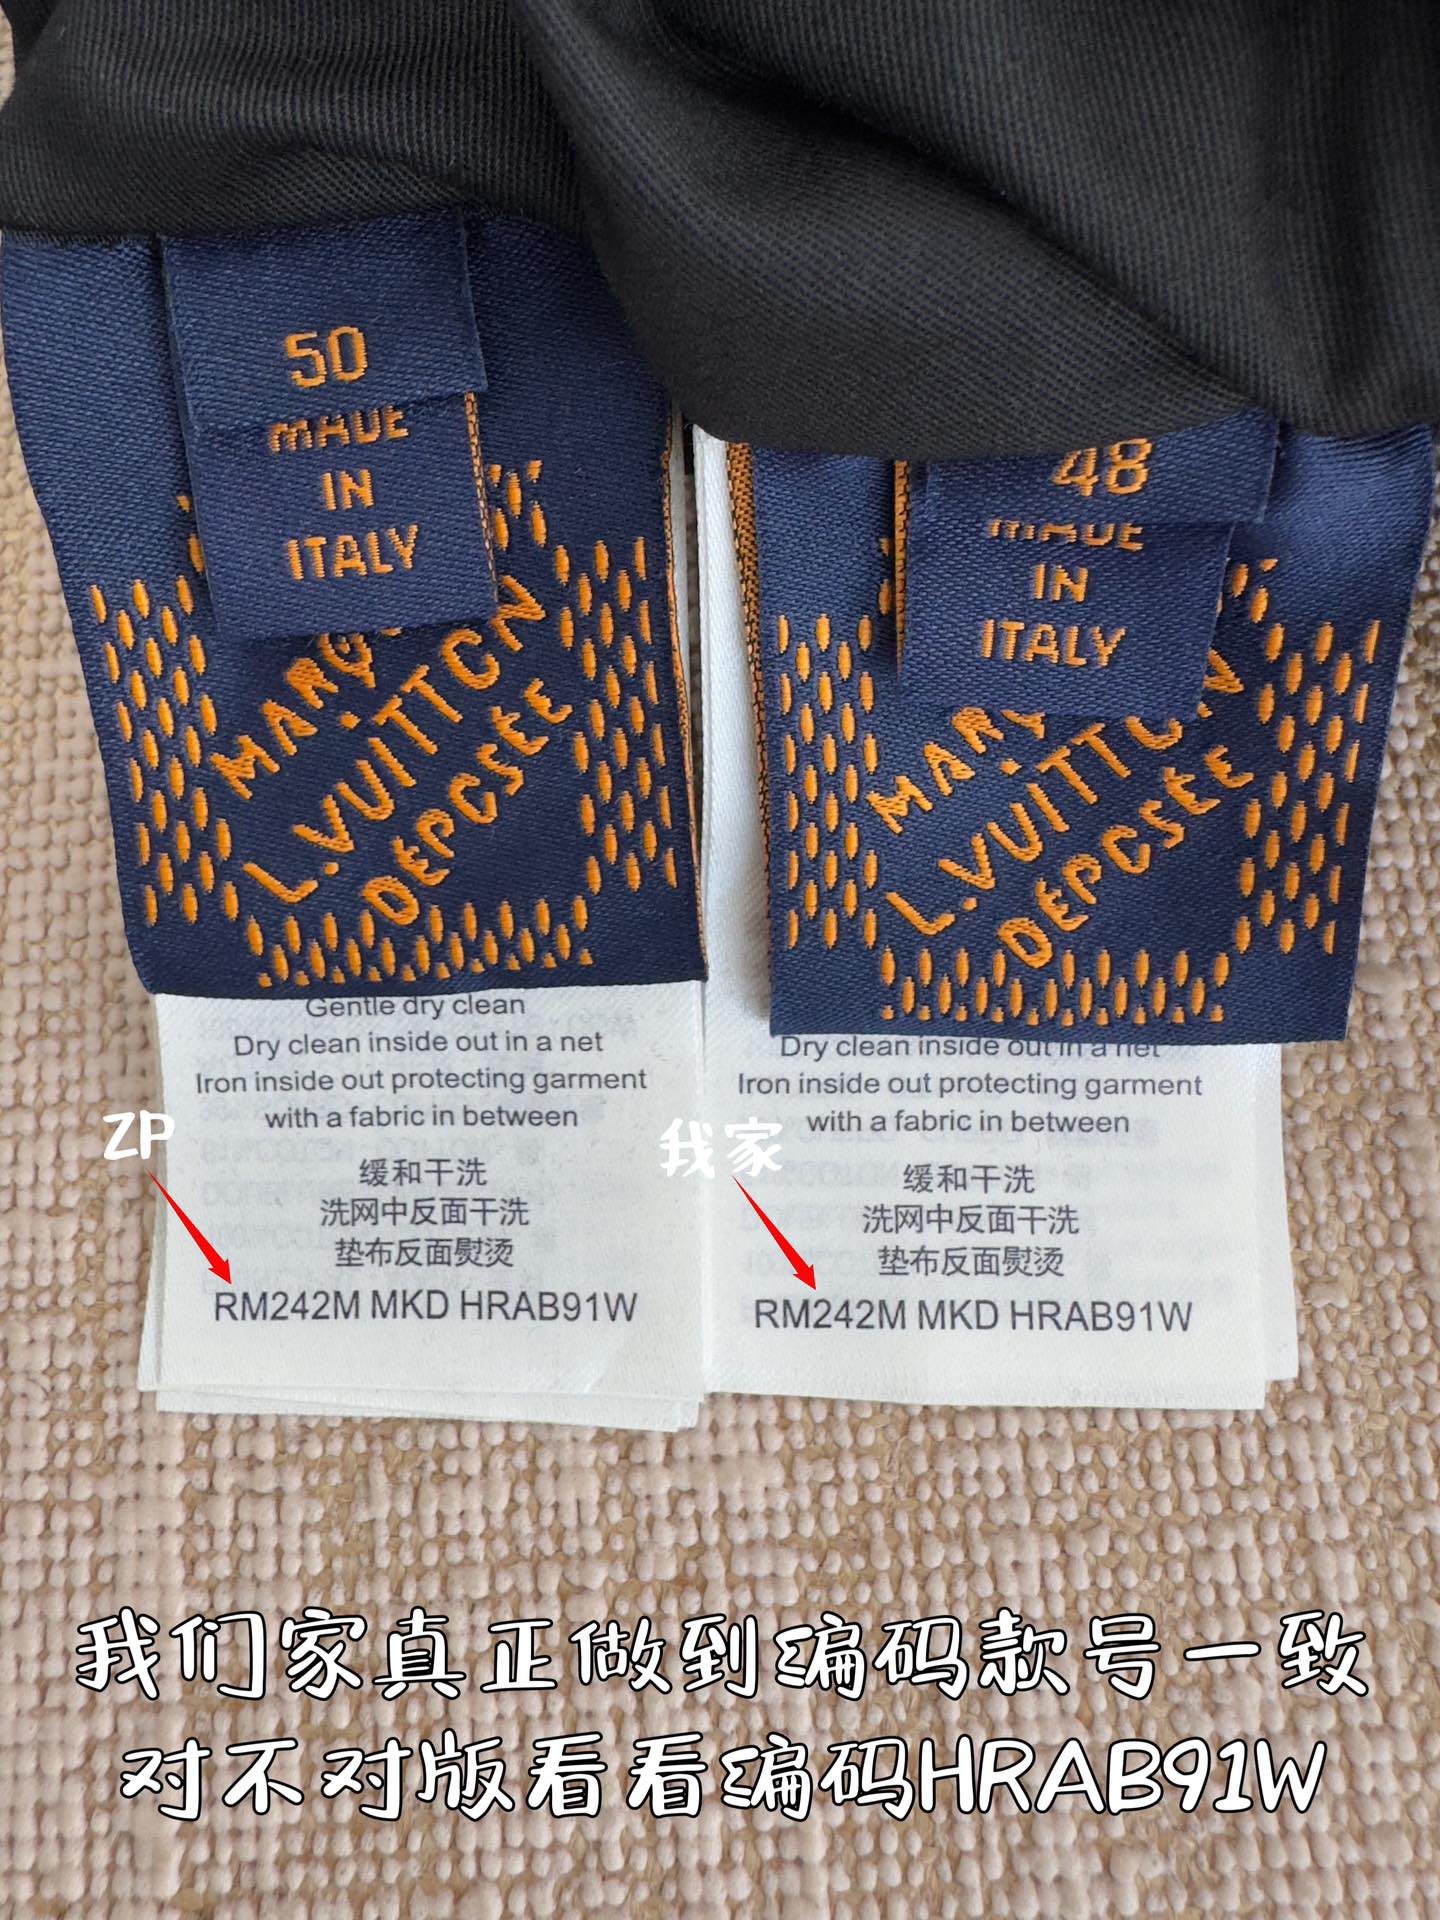 50
MADE
IN
ITALY
MARQ
L.VUITTON
DÉPOSÉE
Gentle dry clean
Dry clean inside out in a net
Iron inside out protecting garment
with a fabric in between
缓和干洗
洗网中反面干洗
垫布反面熨烫
RM242M MKD HRAB91W
ZP
48
MADE
IN
ITALY
MARQ
L.VUITTON
DÉPOSÉE
Dry clean inside out in a net
Iron inside out protecting garment
with a fabric in between
缓和干洗
洗网中反面干洗
垫布反面熨烫
RM242M MKD HRAB91W
我家
我们家真正做到编码款号一致
对不对版看看编码HRAB91W